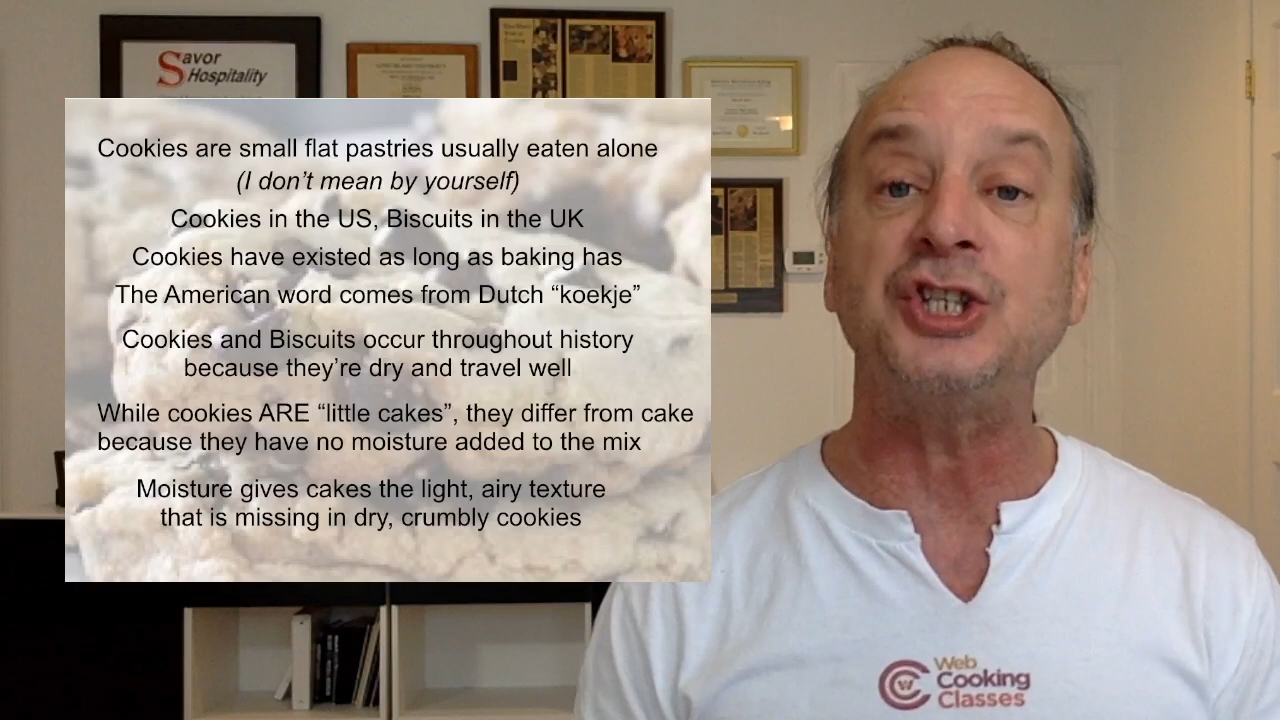 Savor
Hospitality
Cookies are small flat pastries usually eaten alone
(I don't mean by yourself)
Cookies in the US, Biscuits in the UK
Cookies have existed as long as baking has
The American word comes from Dutch “koekje”
Cookies and Biscuits occur throughout history
because they're dry and travel well
While cookies ARE “little cakes”, they differ from cake
because they have no moisture added to the mix
Moisture gives cakes the light, airy texture
that is missing in dry, crumbly cookies
Web
Cooking
Classes